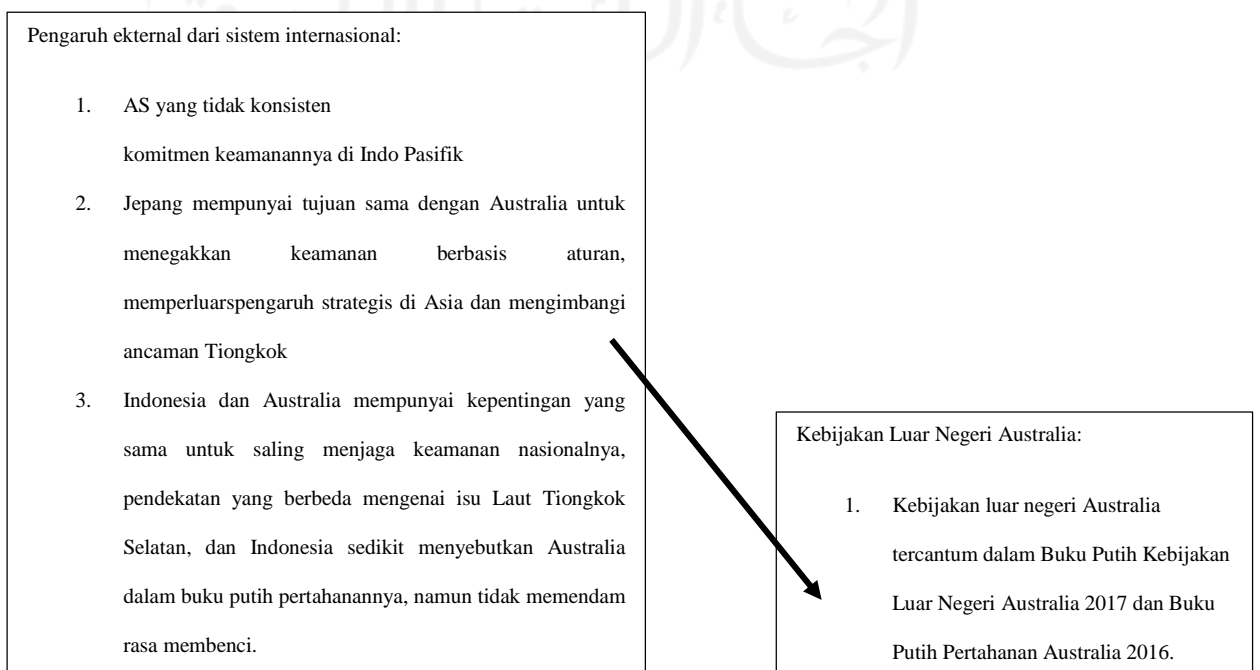 Pengaruh ekternal dari sistem internasional:
1. AS yang tidak konsisten
komitmen keamanannya di Indo Pasifik
2. Jepang mempunyai tujuan sama dengan Australia untuk
menegakkan keamanan berbasis aturan,
memperluarspengaruh strategis di Asia dan mengimbangi
ancaman Tiongkok
3. Indonesia dan Australia mempunyai kepentingan yang
sama untuk saling menjaga keamanan nasionalnya,
pendekatan yang berbeda mengenai isu Laut Tiongkok
Selatan, dan Indonesia sedikit menyebutkan Australia
dalam buku putih pertahanannya, namun tidak memendam
rasa membenci.
Kebijakan Luar Negeri Australia:
1. Kebijakan luar negeri Australia
tercantum dalam Buku Putih Kebijakan
Luar Negeri Australia 2017 dan Buku
Putih Pertahanan Australia 2016.